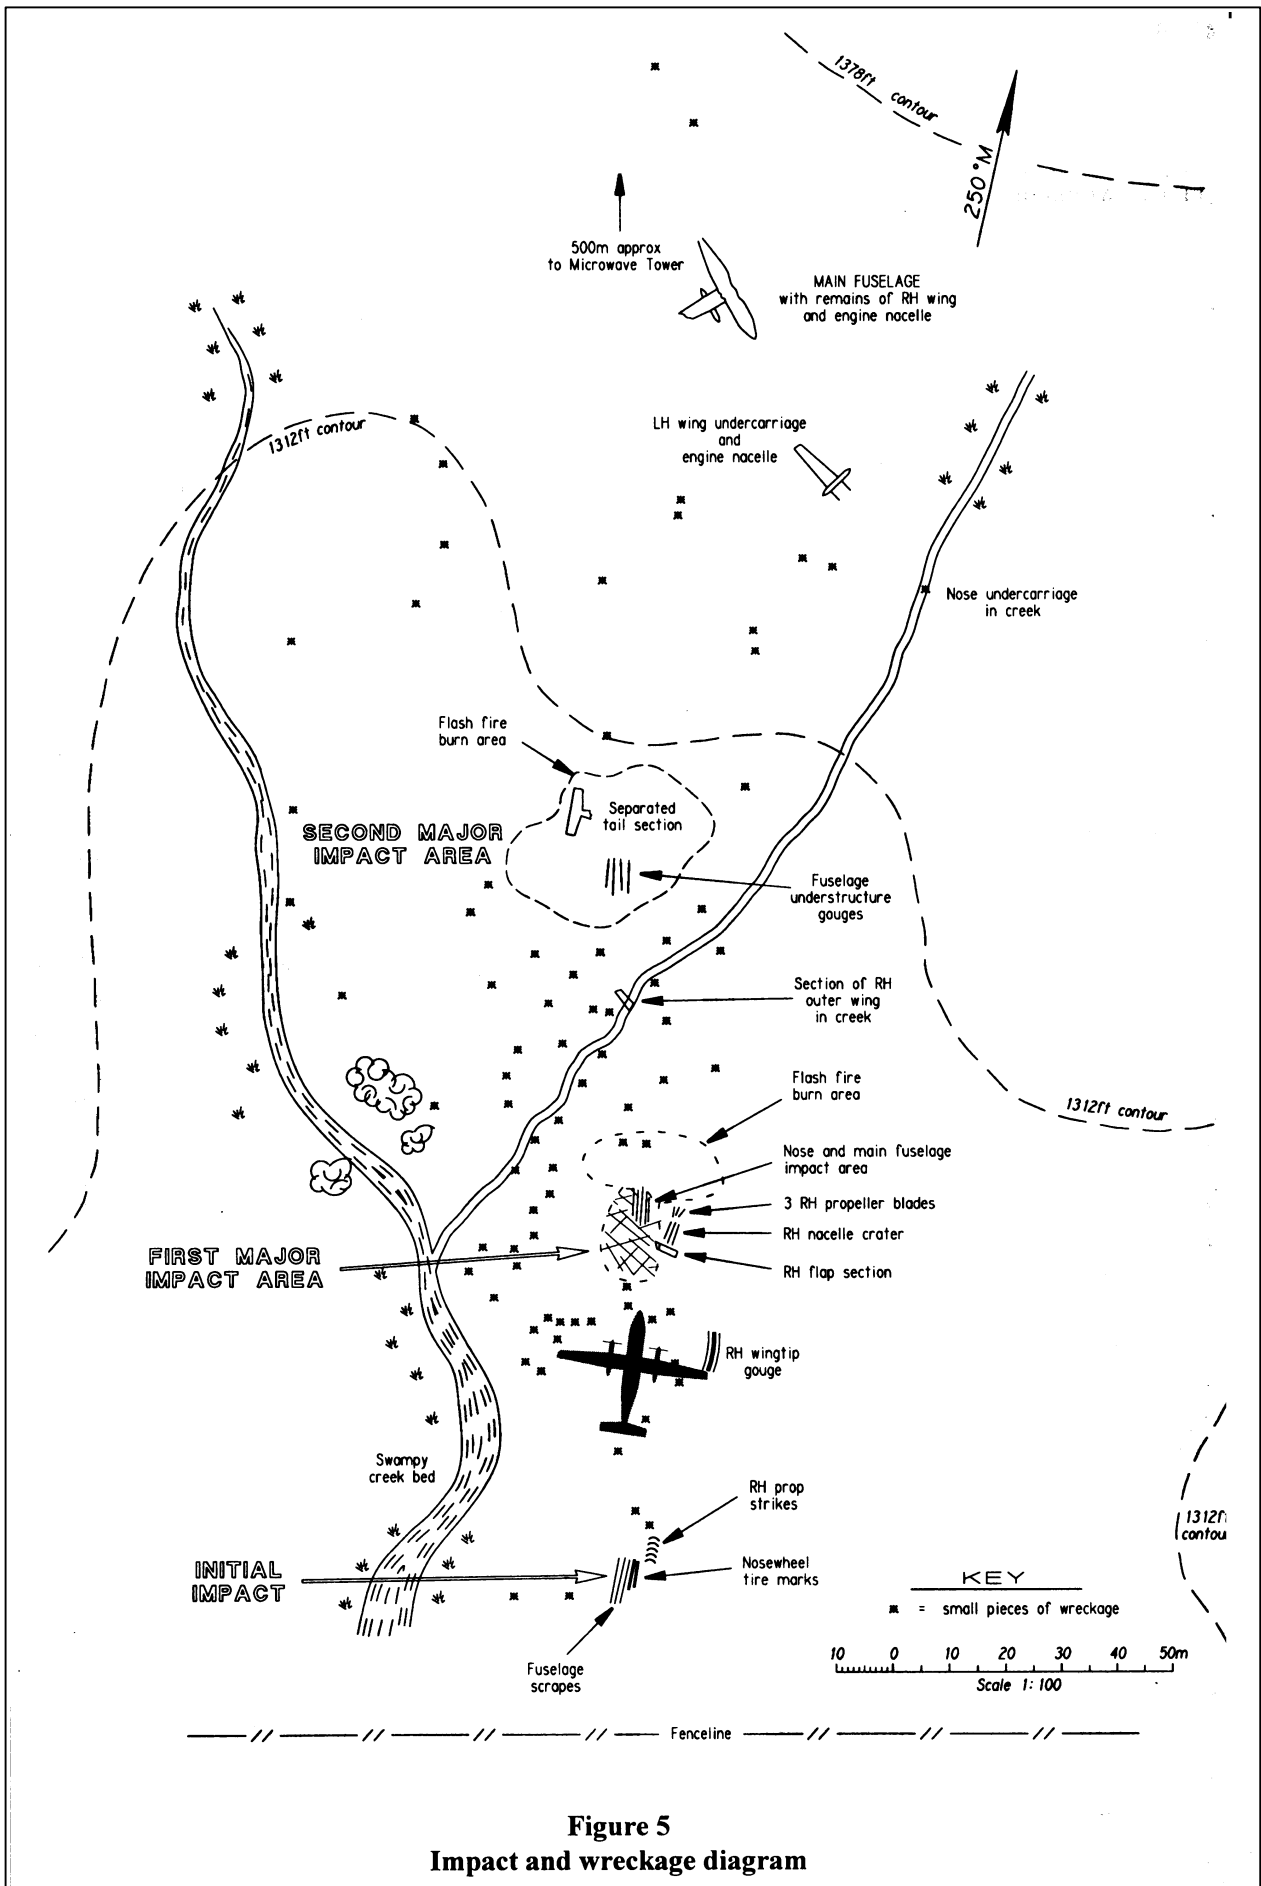 1378ft contour
250°M
500m approx
to Microwave Tower
MAIN FUSELAGE
with remains of RH wing
and engine nacelle
1312ft contour
LH wing undercarriage
and
engine nacelle
Nose undercarriage
in creek
Flash fire
burn area
Separated
tail section
SECOND MAJOR
IMPACT AREA
Fuselage
understructure
gouges
Section of RH
outer wing
in creek
Flash fire
burn area
1312ft contour
Nose and main fuselage
impact area
3 RH propeller blades
RH nacelle crater
RH flap section
FIRST MAJOR
IMPACT AREA
RH wingtip
gouge
Swampy
creek bed
RH prop
strikes
1312f
contou
INITIAL
IMPACT
Nosewheel
tire marks
KEY
= small pieces of wreckage
Fuselage
scrapes
10 0 10 20 30 40 50m
Scale 1:100
Fenceline
Figure 5
Impact and wreckage diagram